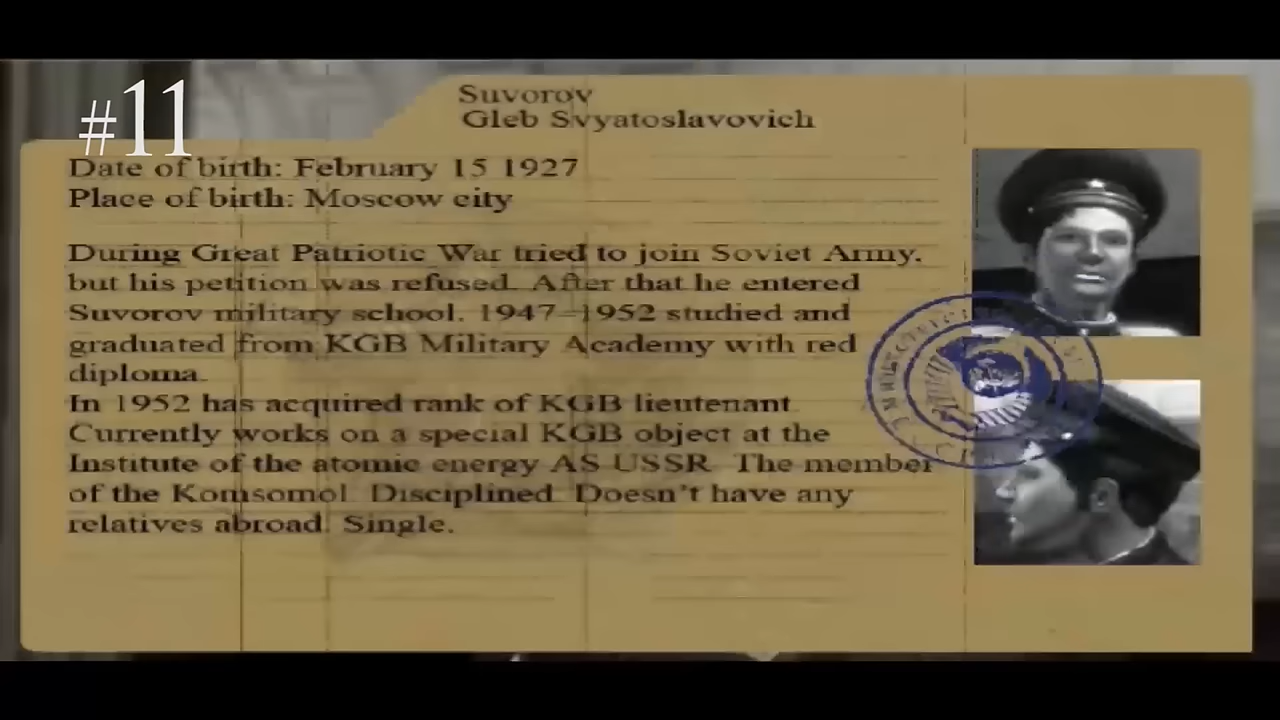 #11
Suvorov
Gleb Svyatoslavovich
Date of birth: February 15 1927
Place of birth: Moscow city
During Great Patriotic War tried to join Soviet Army,
but his petition was refused. After that he entered
Suvorov military school. 1947-1952 studied and
graduated from KGB Military Academy with red
diploma.
In 1952 has acquired rank of KGB lieutenant.
Currently works on a special KGB object at the
Institute of the atomic energy AS USSR. The member
of the Komsomol. Disciplined. Doesn't have any
relatives abroad. Single.